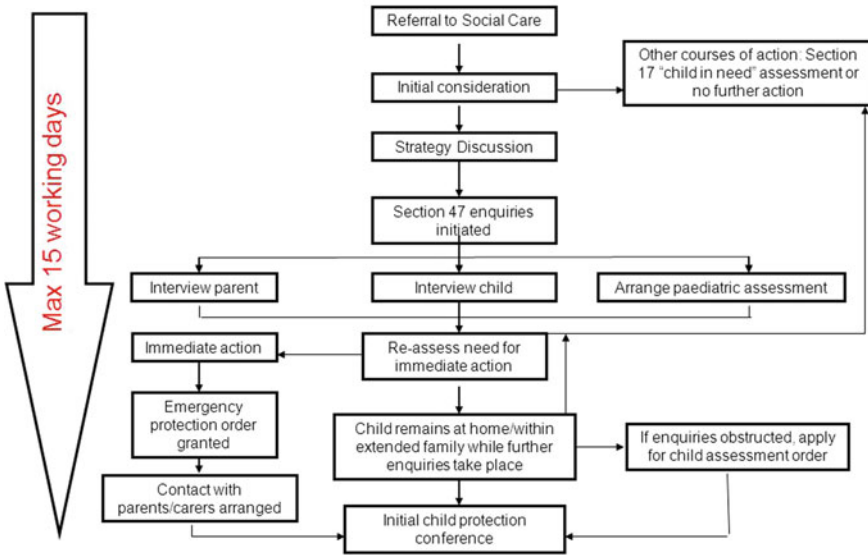 Max 15 working days
Referral to Social Care
Initial consideration
Other courses of action: Section
17 “child in need” assessment or
no further action
Strategy Discussion
Section 47 enquiries
initiated
Interview parent
Interview child
Arrange paediatric assessment
Immediate action
Re-assess need for
immediate action
Emergency
protection order
granted
Child remains at home/within
extended family while further
enquiries take place
If enquiries obstructed, apply
for child assessment order
Contact with
parents/carers arranged
Initial child protection
conference